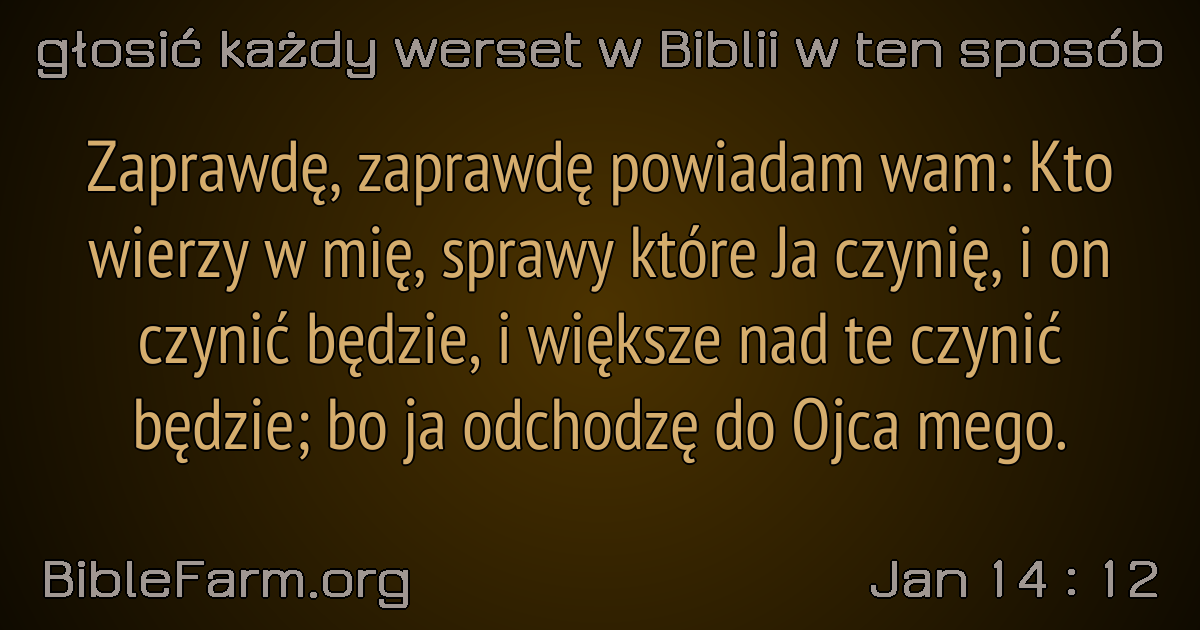 głosić każdy werset w Biblii w ten sposób
Zaprawdę, zaprawdę powiadam wam: Kto
wierzy w mię, sprawy które Ja czynię, i on
czynić będzie, i większe nad te czynić
będzie; bo ja odchodzę do Ojca mego.
BibleFarm.org
Jan 14 : 12